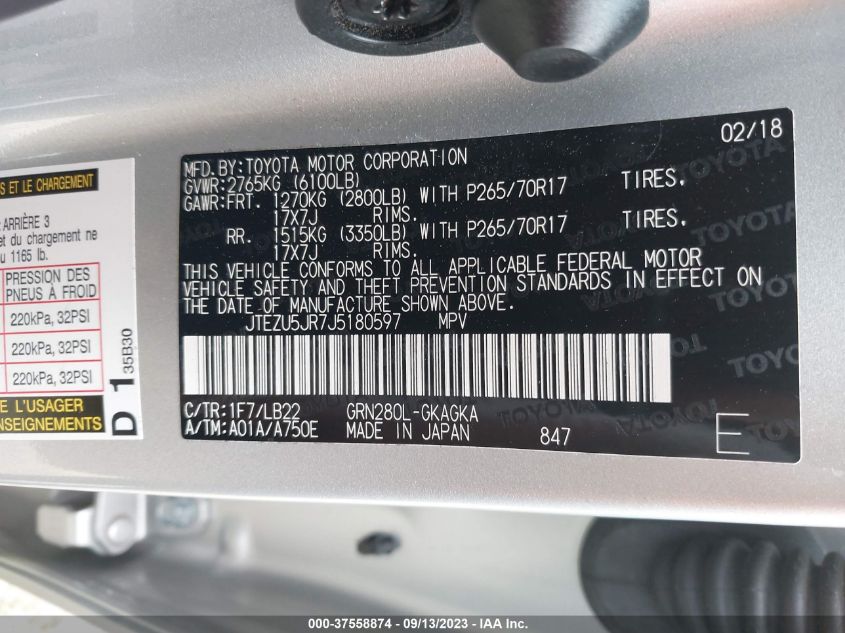 S ET LE CHARGEMENT
ARRIÈRE 3
et du chargement ne
u 1165 lb.
PRESSION DES
PNEUS À FROID
220kPa, 32PSI
220kPa, 32PSI
220kPa, 32PSI
E L'USAGER
NSEIGNEMENTS
D 1 35B30
02/18
MFD. BY: TOYOTA MOTOR CORPORATION
GVWR: 2765KG (6100LB)
GAWR: FRT. 1270KG (2800LB) WITH P265/70R17 TIRES,
17X7J RIMS.
RR. 1515KG (3350LB) WITH P265/70R17 TIRES,
17X7J RIMS.
THIS VEHICLE CONFORMS TO ALL APPLICABLE FEDERAL MOTOR
VEHICLE SAFETY AND THEFT PREVENTION STANDARDS IN EFFECT ON
THE DATE OF MANUFACTURE SHOWN ABOVE.
JTEZU5JR7J5180597 MPV
C/TR: 1F7/LB22 GRN280L-GKAGKA
A/TM: A01A/A750E MADE IN JAPAN 847
E
000-37558874 / 09/13/2023 - IAA Inc.